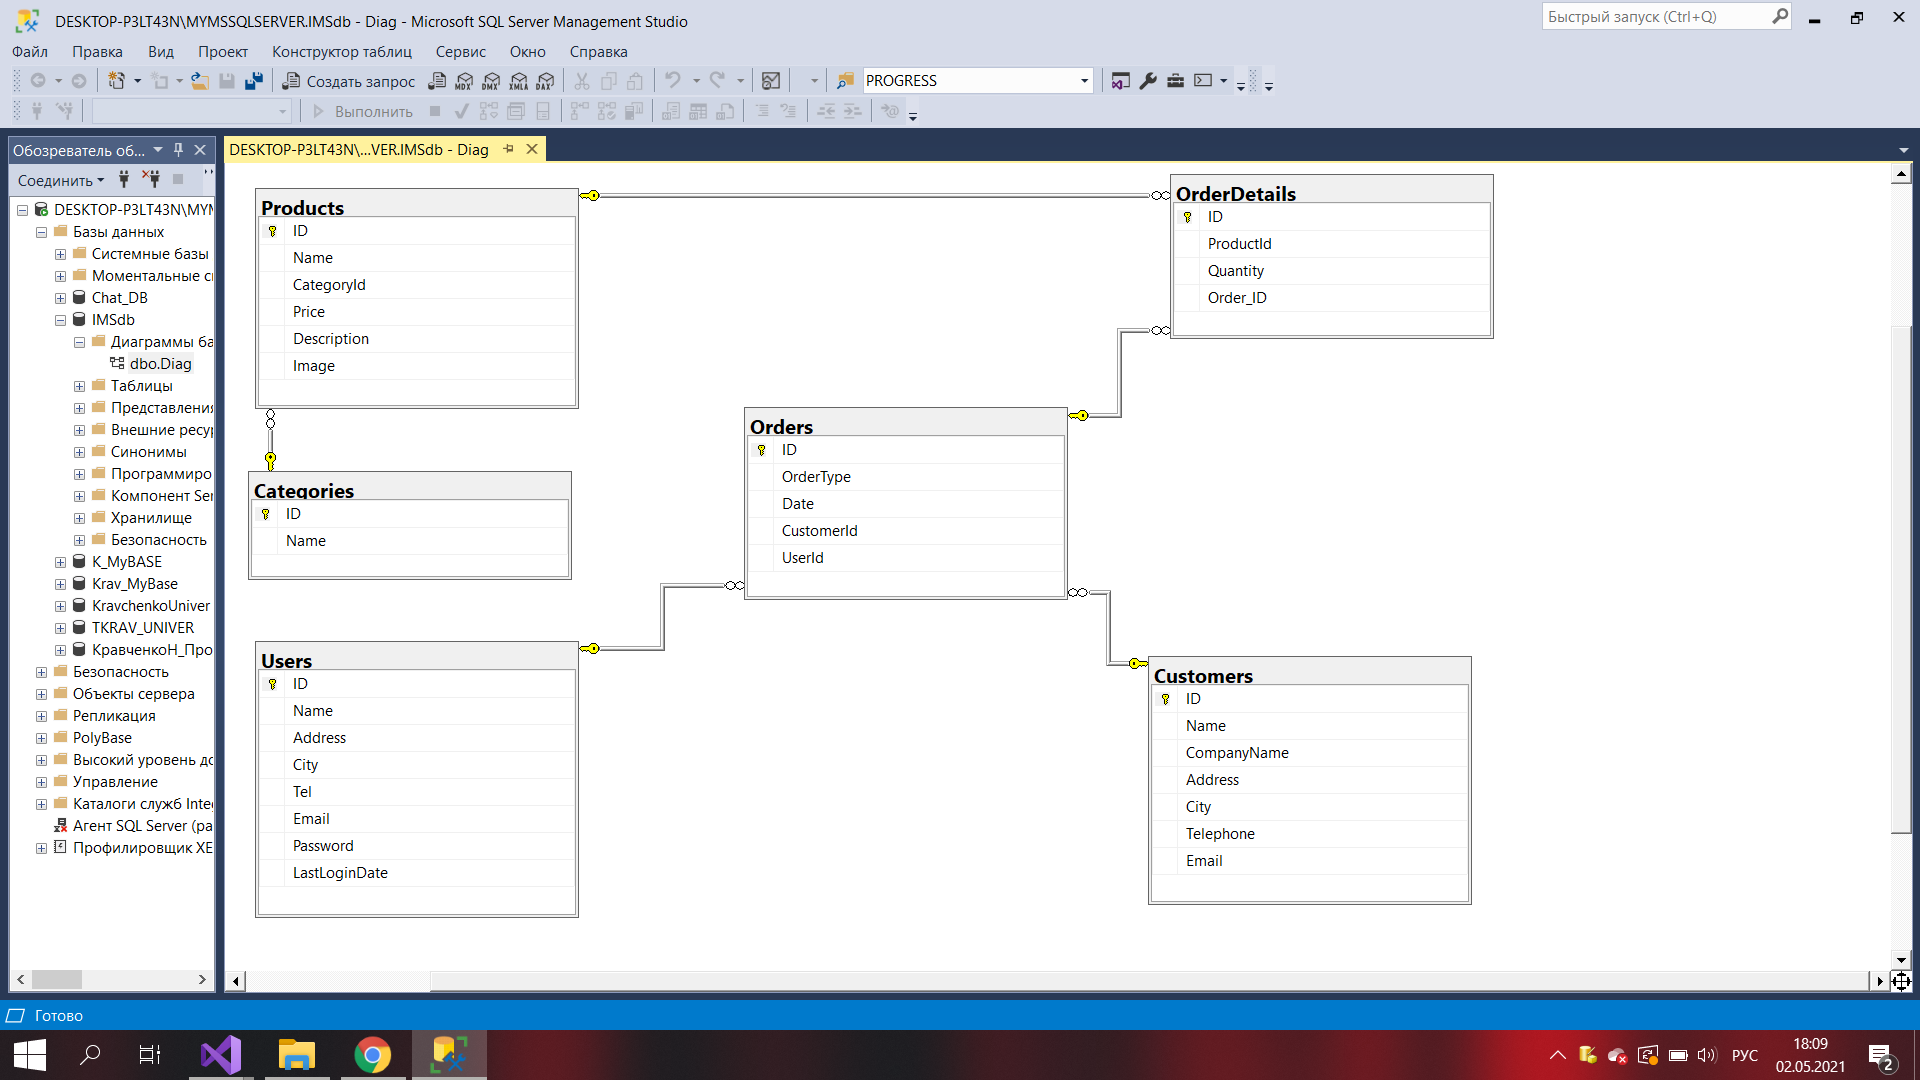 DESKTOP-P3LT43N\MYMSSQLSERVER.IMSdb - Diag - Microsoft SQL Server Management Studio
Быстрый запуск (Ctrl+Q)
Файл Правка Вид Проект Конструктор таблиц Сервис Окно Справка
Создать запрос MDX DMX XMLA DAX PROGRESS
Выполнить
Обозреватель об...
Соединить
DESKTOP-P3LT43N\MYM
Базы данных
Системные базы
Моментальные с
Chat_DB
IMSdb
Диаграммы ба
dbo.Diag
Таблицы
Представления
Внешние ресур
Синонимы
Программиро
Компонент Ser
Хранилище
Безопасность
K_MyBASE
Krav_MyBase
KravchenkoUniver
TKRAV_UNIVER
КравченкоН_Про
Безопасность
Объекты сервера
Репликация
PolyBase
Высокий уровень до
Управление
Каталоги служб Integ
Агент SQL Server (ра
Профилировщик XE
DESKTOP-P3LT43N\...VER.IMSdb - Diag
Products
ID
Name
CategoryId
Price
Description
Image
OrderDetails
ID
ProductId
Quantity
Order_ID
Categories
ID
Name
Orders
ID
OrderType
Date
CustomerId
UserId
Users
ID
Name
Address
City
Tel
Email
Password
LastLoginDate
Customers
ID
Name
CompanyName
Address
City
Telephone
Email
Готово
РУС
18:09
02.05.2021
2